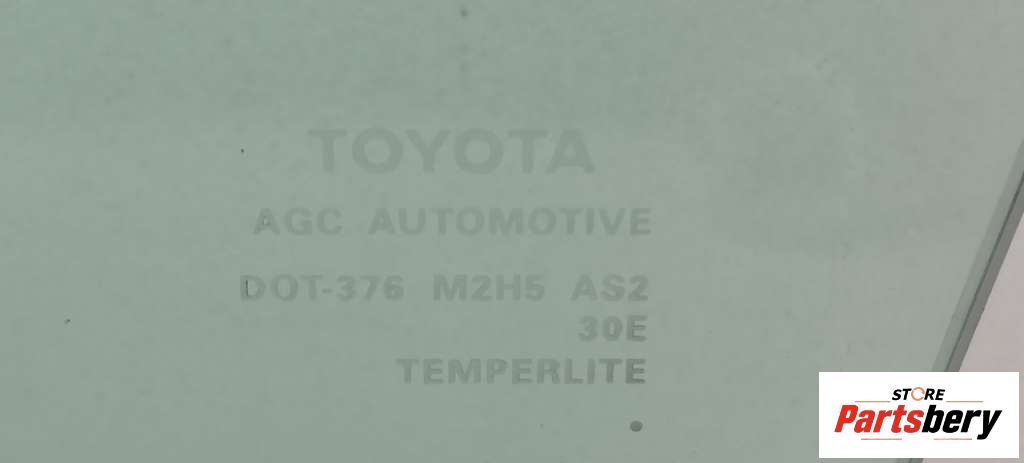 TOYOTA
AGC AUTOMOTIVE
DOT-376 M2H5 AS2
30E
TEMPERLITE
STORE
Partsbery